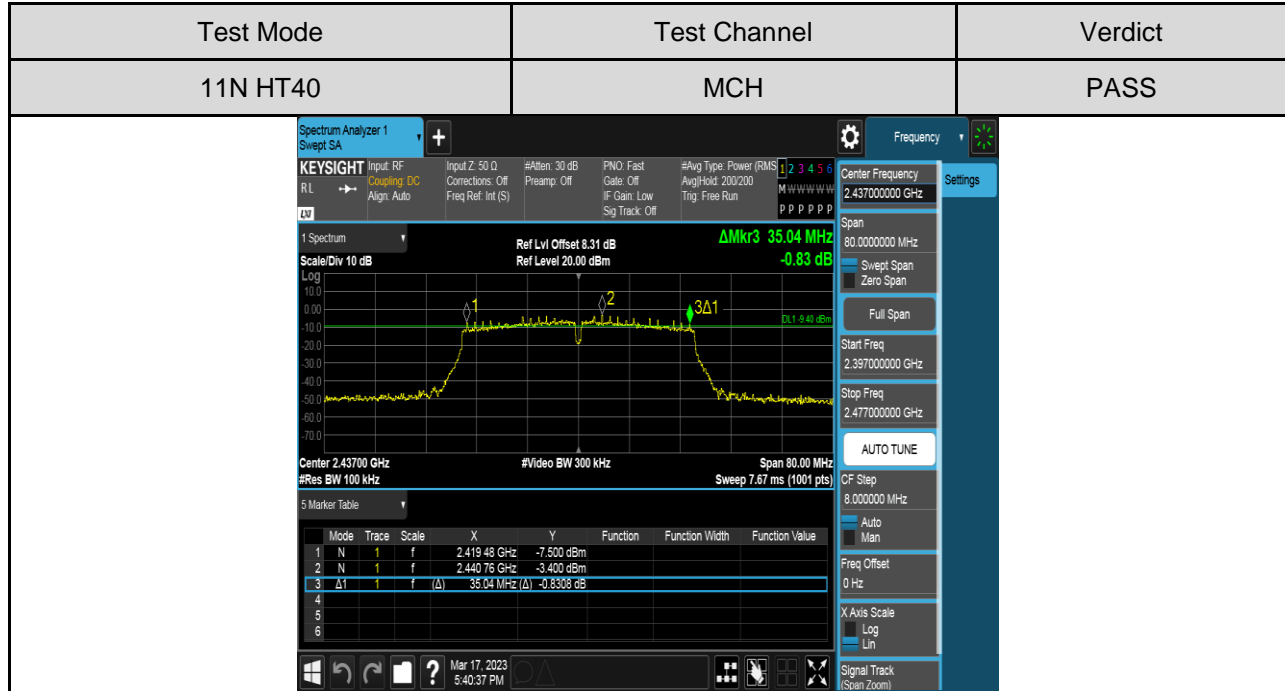 Test Mode Test Channel Verdict
11N HT40 MCH PASS
Spectrum Analyzer 1
Swept SA
+
Frequency
KEYSIGHT Input: RF Input Z: 50 Ω #Atten: 30 dB PNO: Fast #Avg Type: Power (RMS 1 2 3 4 5 6
RL Coupling: DC Corrections: Off Preamp: Off Gate: Off Avg|Hold: 200/200 M W W W W W
Align: Auto Freq Ref: Int (S) IF Gain: Low Trig: Free Run
LXI Sig Track: Off P P P P P P
1 Spectrum Ref Lvl Offset 8.31 dB ΔMkr3 35.04 MHz
Scale/Div 10 dB Ref Level 20.00 dBm -0.83 dB
Log
10.0
0.00
-10.0
-20.0
-30.0
-40.0
-50.0
-60.0
-70.0
1
2
3Δ1
DL1 -9.40 dBm
Center 2.43700 GHz #Video BW 300 kHz Span 80.00 MHz
#Res BW 100 kHz Sweep 7.67 ms (1001 pts)
5 Marker Table
Mode Trace Scale X Y Function Function Width Function Value
1 N 1 f 2.419 48 GHz -7.500 dBm
2 N 1 f 2.440 76 GHz -3.400 dBm
3 Δ1 1 f (Δ) 35.04 MHz (Δ) -0.8308 dB
4
5
6
?
Mar 17, 2023
5:40:37 PM
Center Frequency
2.437000000 GHz
Settings
Span
80.0000000 MHz
Swept Span
Zero Span
Full Span
Start Freq
2.397000000 GHz
Stop Freq
2.477000000 GHz
AUTO TUNE
CF Step
8.000000 MHz
Auto
Man
Freq Offset
0 Hz
X Axis Scale
Log
Lin
Signal Track
(Span Zoom)